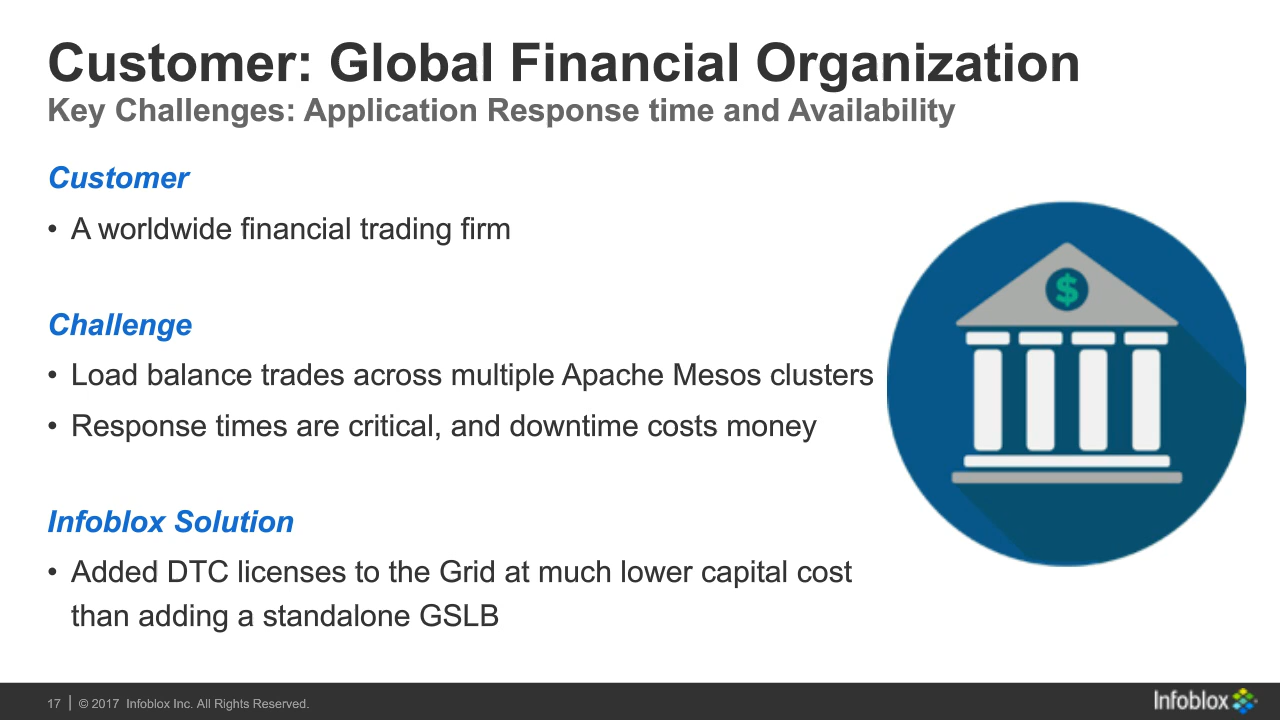 Customer: Global Financial Organization
Key Challenges: Application Response time and Availability
Customer
• A worldwide financial trading firm
Challenge
• Load balance trades across multiple Apache Mesos clusters
• Response times are critical, and downtime costs money
Infoblox Solution
• Added DTC licenses to the Grid at much lower capital cost
than adding a standalone GSLB
$
17 | © 2017 Infoblox Inc. All Rights Reserved.
Infoblox